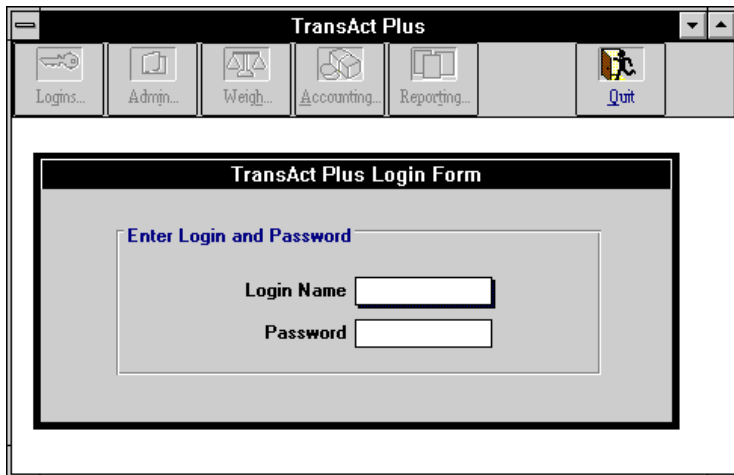 TransAct Plus
Logins... Admin... Weigh... Accounting... Reporting... Quit
TransAct Plus Login Form
Enter Login and Password
Login Name
Password